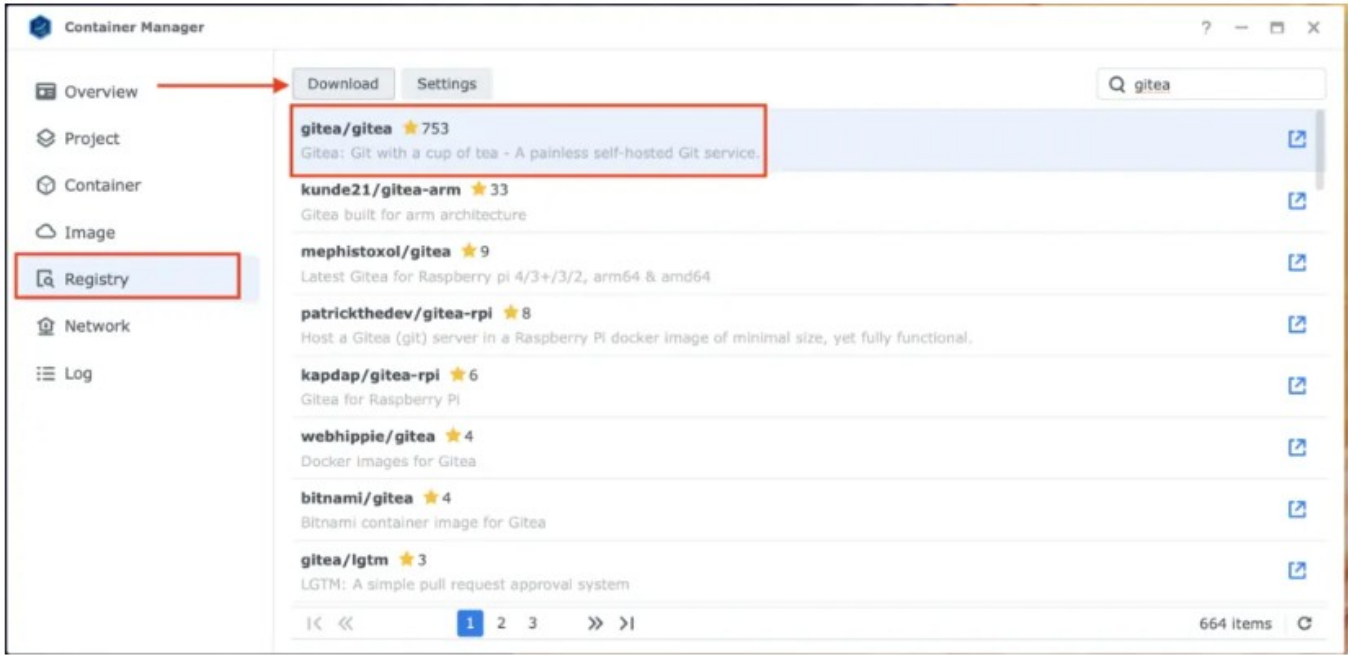 Container Manager
?
Overview
Project
Container
Image
Registry
Network
Log
Download Settings
gitea
gitea/gitea 753
Gitea: Git with a cup of tea - A painless self-hosted Git service.
kunde21/gitea-arm 33
Gitea built for arm architecture
mephistoxol/gitea 9
Latest Gitea for Raspberry pi 4/3+/3/2, arm64 & amd64
patrickthedev/gitea-rpi 8
Host a Gitea (git) server in a Raspberry Pi docker image of minimal size, yet fully functional.
kapdap/gitea-rpi 6
Gitea for Raspberry Pi
webhippie/gitea 4
Docker images for Gitea
bitnami/gitea 4
Bitnami container image for Gitea
gitea/lgtm 3
LGTM: A simple pull request approval system
1 2 3
664 items